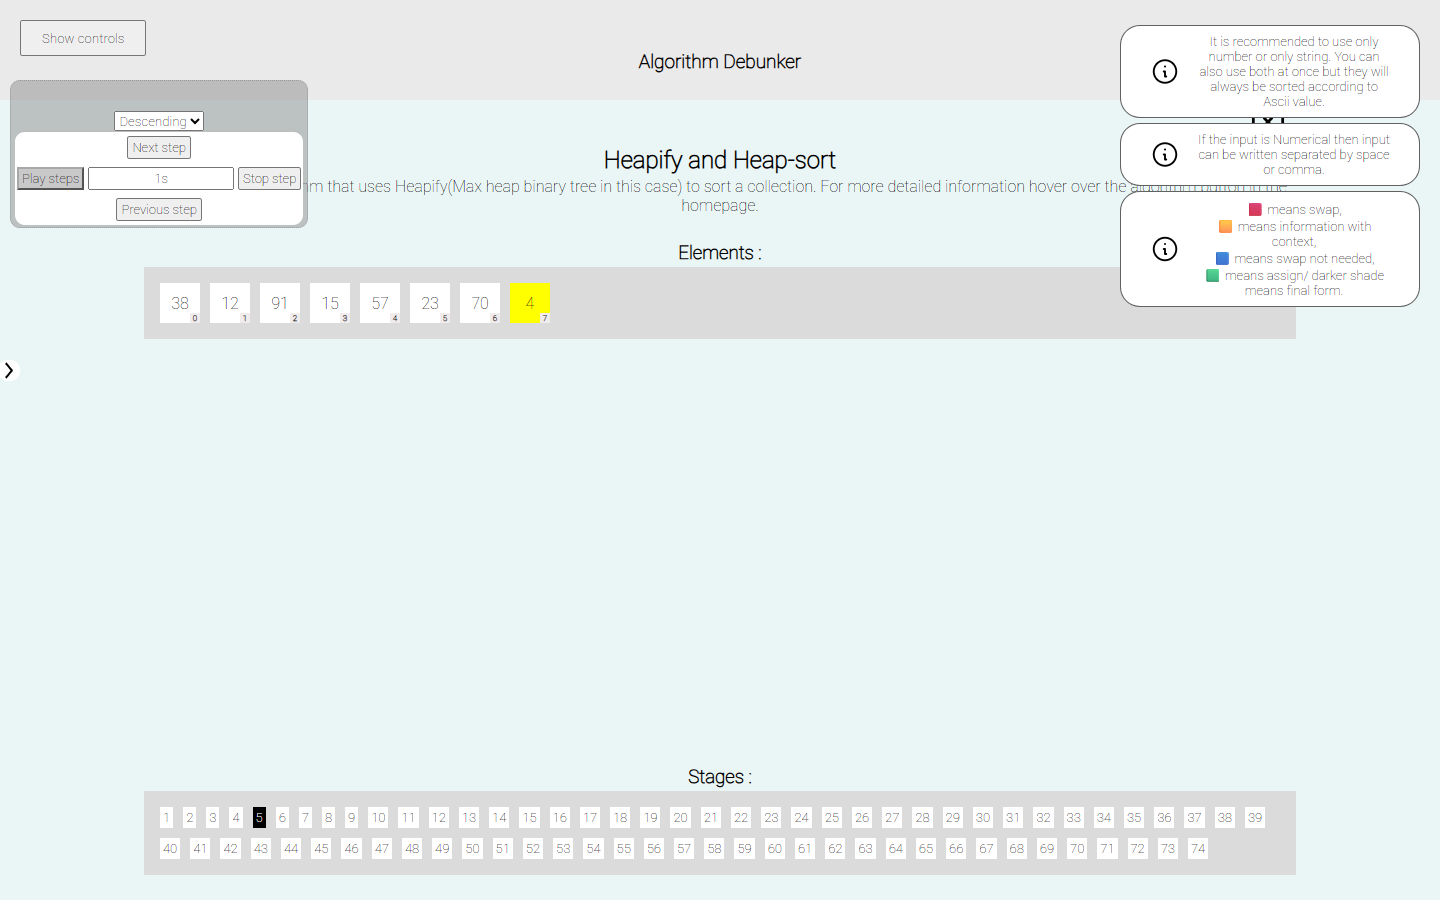 Show controls
Algorithm Debunker
It is recommended to use only
number or only string. You can
also use both at once but they will
always be sorted according to
Ascii value.
Descending
Next step
Play steps 1s Stop step
Previous step
If the input is Numerical then input
can be written separated by space
or comma.
Heapify and Heap-sort
that uses Heapify(Max heap binary tree in this case) to sort a collection. For more detailed information hover over the algorithm button in the
homepage.
means swap,
means information with
context,
means swap not needed,
means assign/ darker shade
means final form.
Elements :
38 12 91 15 57 23 70 4
0 1 2 3 4 5 6 7
Stages :
1 2 3 4 5 6 7 8 9 10 11 12 13 14 15 16 17 18 19 20 21 22 23 24 25 26 27 28 29 30 31 32 33 34 35 36 37 38 39
40 41 42 43 44 45 46 47 48 49 50 51 52 53 54 55 56 57 58 59 60 61 62 63 64 65 66 67 68 69 70 71 72 73 74